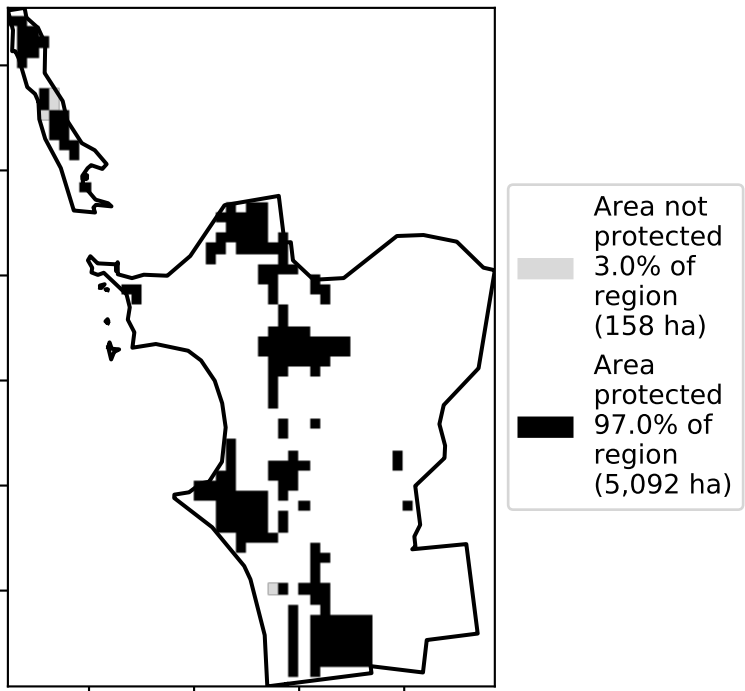 Area not
protected
3.0% of
region
(158 ha)
Area
protected
97.0% of
region
(5,092 ha)